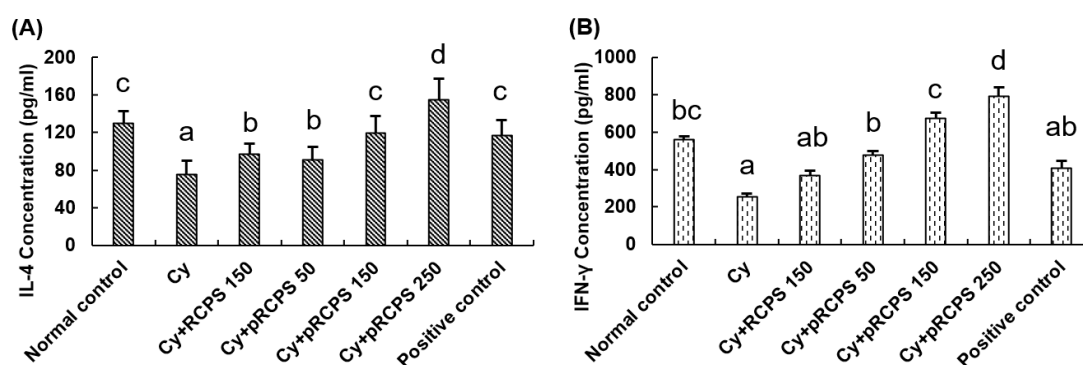 (A)
IL-4 Concentration (pg/ml)
200
160
120
80
40
0
c
a
b
b
c
d
c
Normal control
Cy
Cy+RCPS 150
Cy+pRCPS 50
Cy+pRCPS 150
Cy+pRCPS 250
Positive control
(B)
IFN-γ Concentration (pg/ml)
1000
800
600
400
200
0
bc
a
ab
b
c
d
ab
Normal control
Cy
Cy+RCPS 150
Cy+pRCPS 50
Cy+pRCPS 150
Cy+pRCPS 250
Positive control